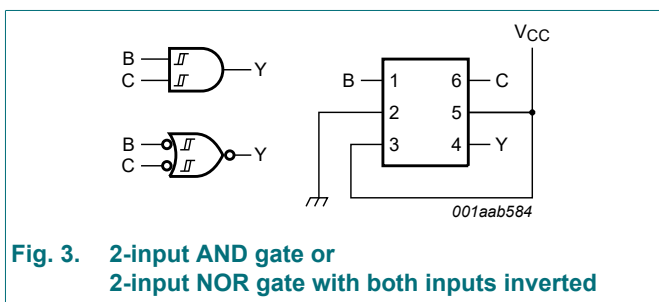 B
C
Y
B
C
Y
VCC
B 1 6 C
2 5
3 4 Y
001aab584
Fig. 3. 2-input AND gate or
2-input NOR gate with both inputs inverted